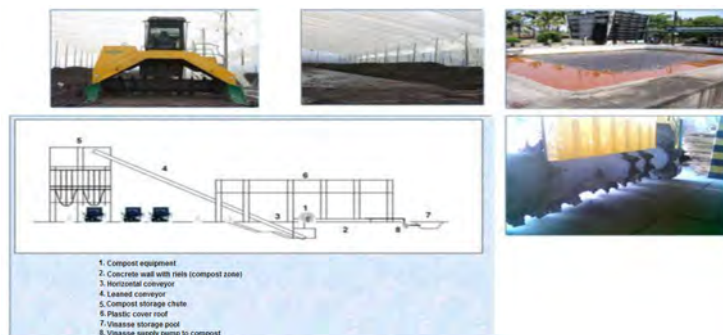 5
4
6
3
1
2
8
7
1. Compost equipment
2. Concrete wall with riels (compost zone)
3. Horizontal conveyor
4. Leaned conveyor
5. Compost storage chute
6. Plastic cover roof
7. Vinasse storage pool
8. Vinasse supply pump to compost